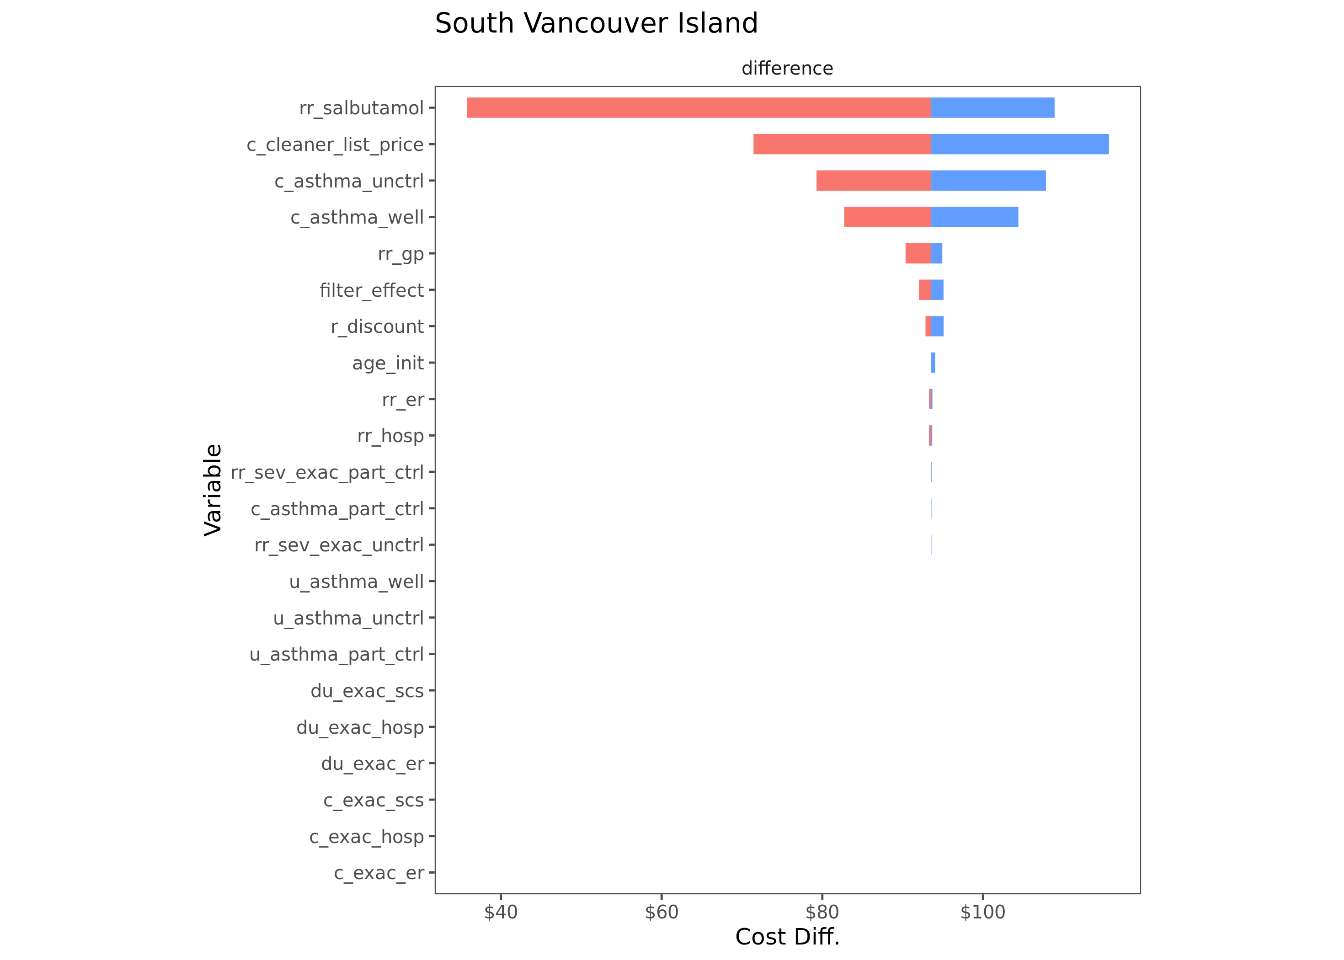 South Vancouver Island
difference
rr_salbutamol
c_cleaner_list_price
c_asthma_unctrl
c_asthma_well
rr_gp
filter_effect
r_discount
age_init
rr_er
rr_hosp
rr_sev_exac_part_ctrl
c_asthma_part_ctrl
rr_sev_exac_unctrl
u_asthma_well
u_asthma_unctrl
u_asthma_part_ctrl
du_exac_scs
du_exac_hosp
du_exac_er
c_exac_scs
c_exac_hosp
c_exac_er
Variable
$40 $60 $80 $100
Cost Diff.